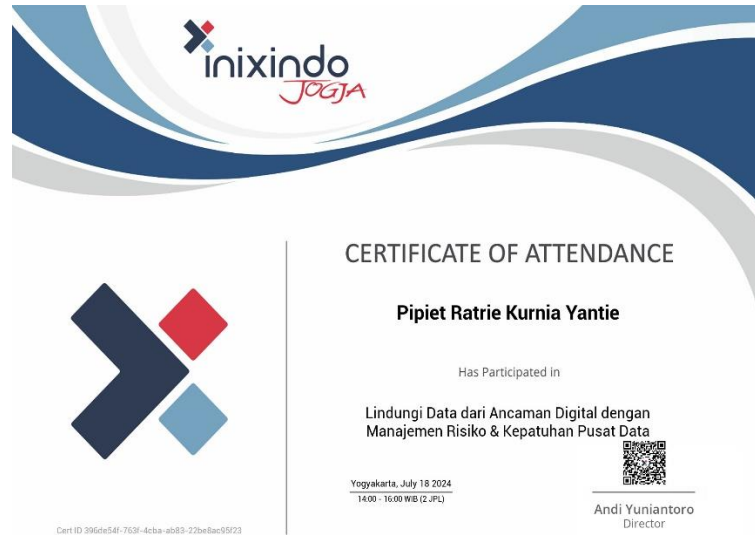 inixindo
JOGJA
CERTIFICATE OF ATTENDANCE
Pipiet Ratrie Kurnia Yantie
Has Participated in
Lindungi Data dari Ancaman Digital dengan
Manajemen Risiko & Kepatuhan Pusat Data
Yogyakarta, July 18 2024
14:00 - 16:00 WIB (2 JPL)
Andi Yuniantoro
Director
Cert ID 396de54f-763f-4cba-ab83-22be8ac95f23